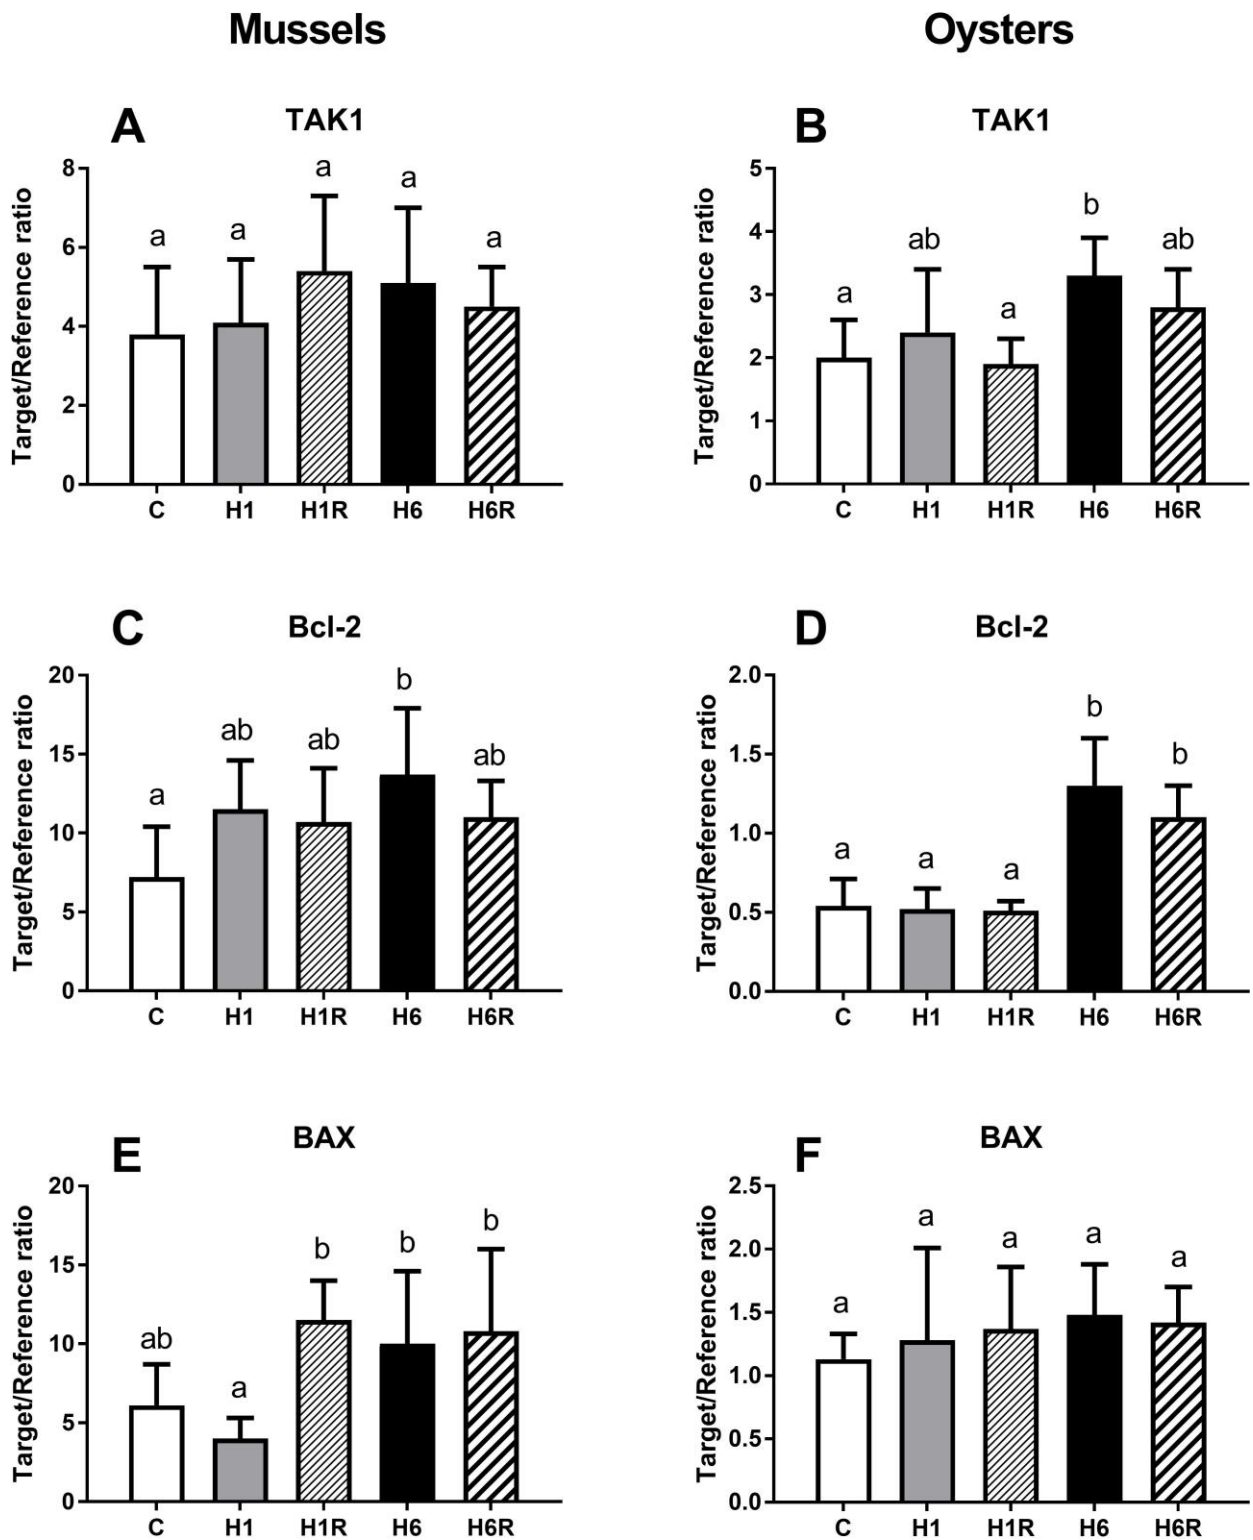 Mussels
Oysters
A
TAK1
Target/Reference ratio
8
6
4
2
0
a
a
a
a
a
C
H1
H1R
H6
H6R
B
TAK1
Target/Reference ratio
5
4
3
2
1
0
a
ab
a
b
ab
C
H1
H1R
H6
H6R
C
Bcl-2
Target/Reference ratio
20
15
10
5
0
a
ab
ab
b
ab
C
H1
H1R
H6
H6R
D
Bcl-2
Target/Reference ratio
2.0
1.5
1.0
0.5
0.0
a
a
a
b
b
C
H1
H1R
H6
H6R
E
BAX
Target/Reference ratio
20
15
10
5
0
ab
a
b
b
b
C
H1
H1R
H6
H6R
F
BAX
Target/Reference ratio
2.5
2.0
1.5
1.0
0.5
0.0
a
a
a
a
a
C
H1
H1R
H6
H6R